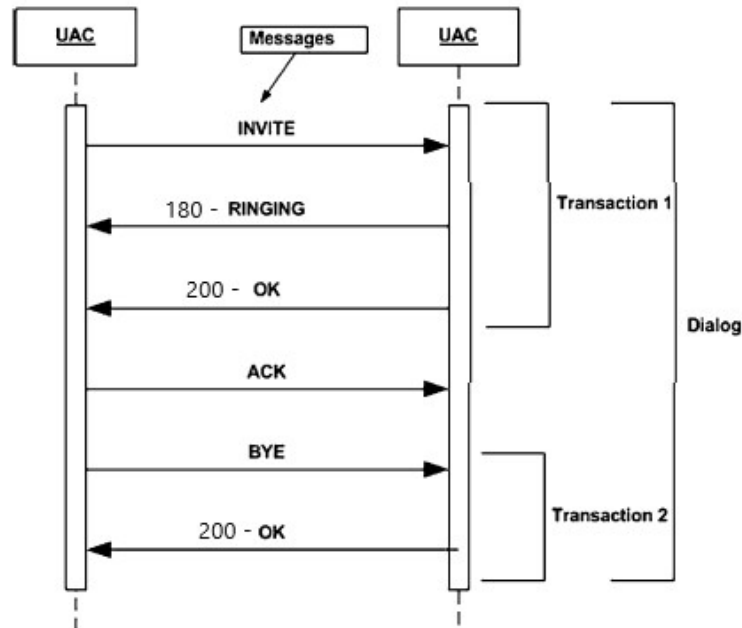 UAC
Messages
UAC
INVITE
180 - RINGING
Transaction 1
200 - OK
Dialog
ACK
BYE
Transaction 2
200 - OK